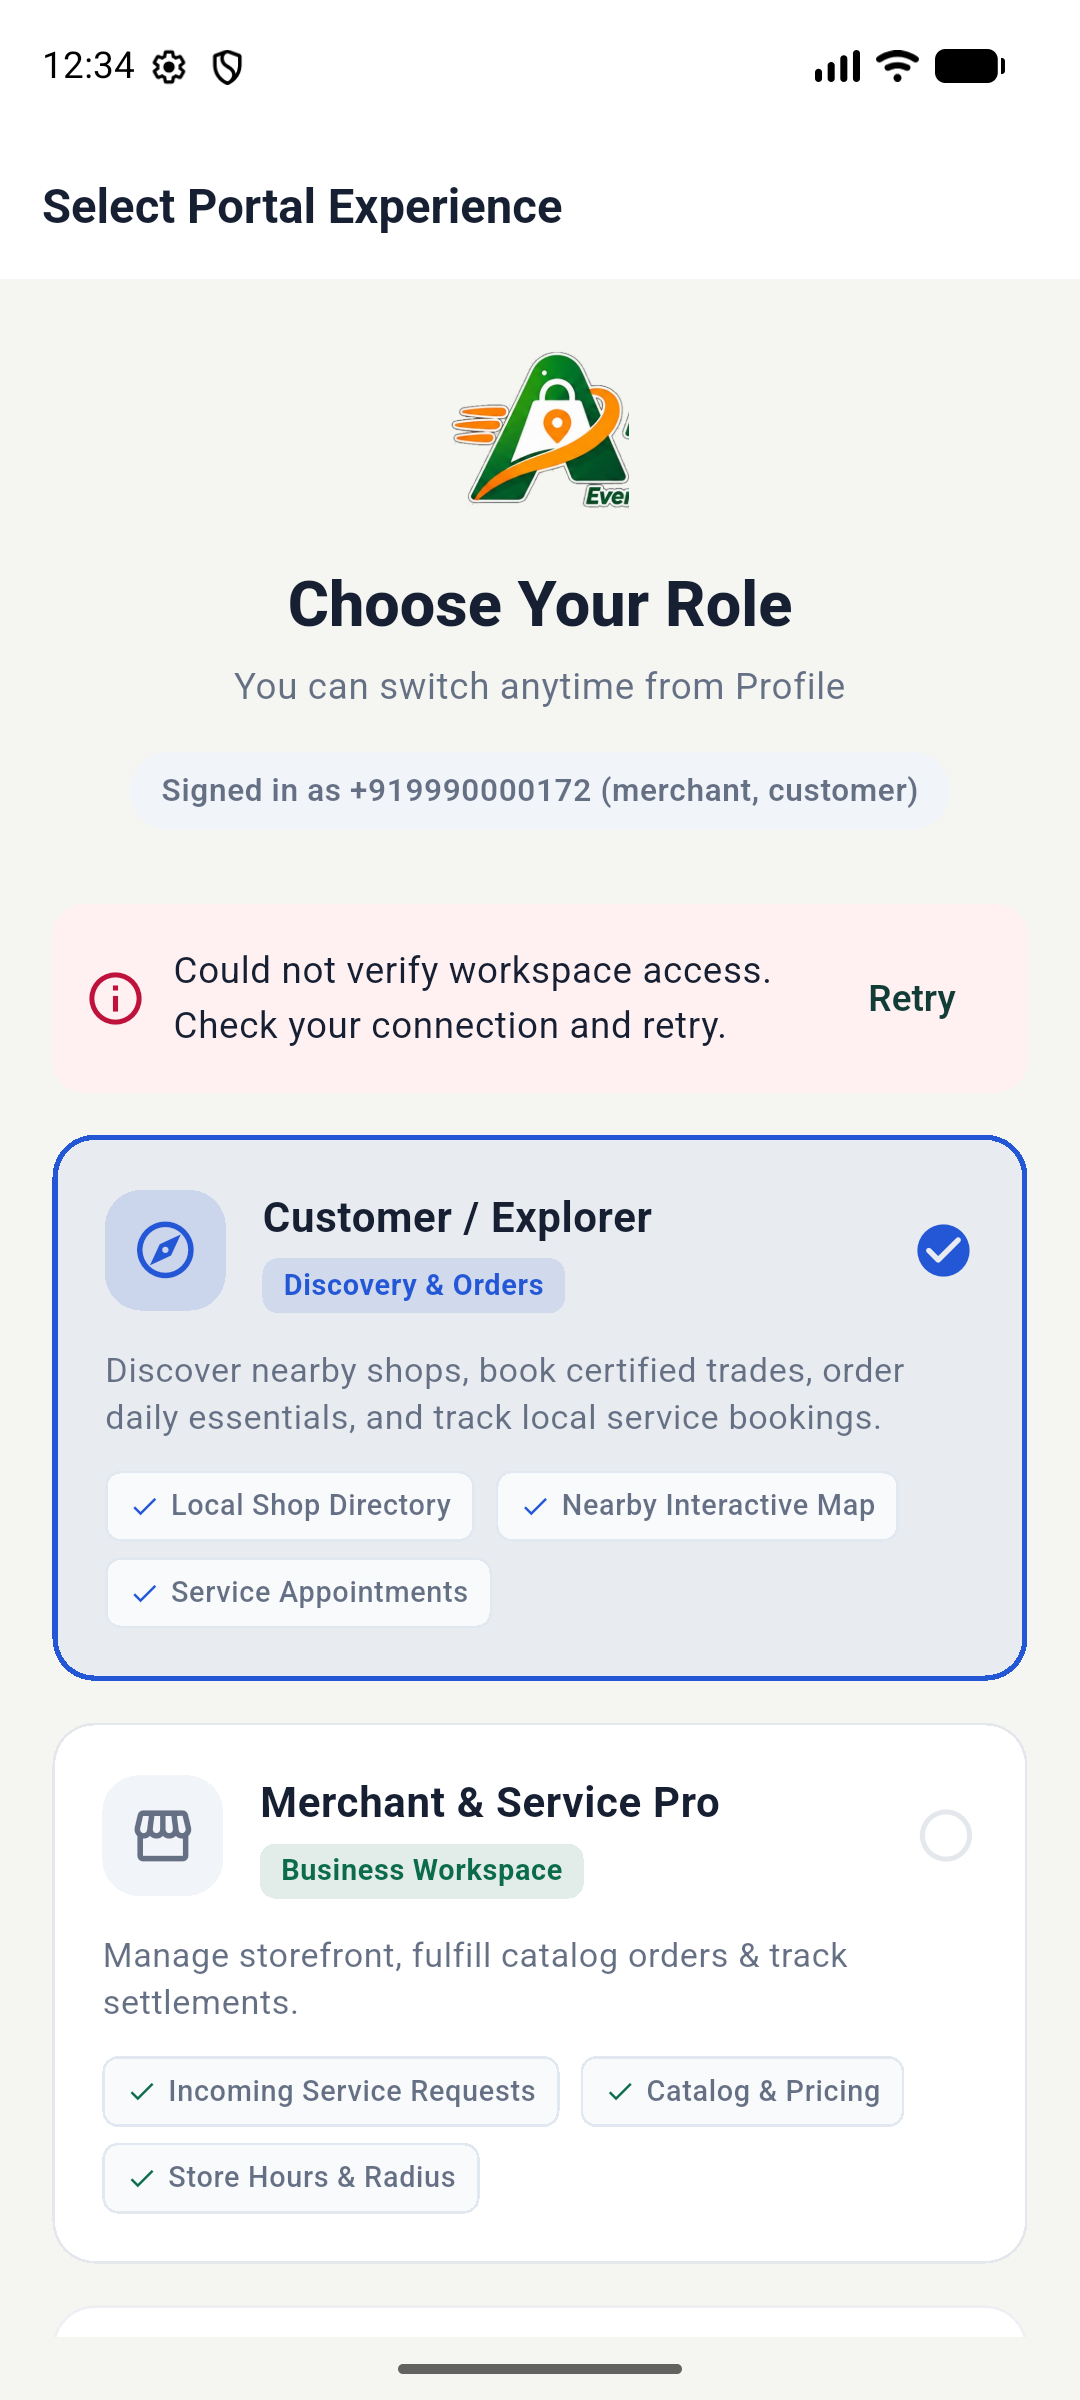 12:34
Select Portal Experience
Ever
Choose Your Role
You can switch anytime from Profile
Signed in as +919990000172 (merchant, customer)
Could not verify workspace access.
Check your connection and retry.
Retry
Customer / Explorer
Discovery & Orders
Discover nearby shops, book certified trades, order
daily essentials, and track local service bookings.
Local Shop Directory
Nearby Interactive Map
Service Appointments
Merchant & Service Pro
Business Workspace
Manage storefront, fulfill catalog orders & track
settlements.
Incoming Service Requests
Catalog & Pricing
Store Hours & Radius